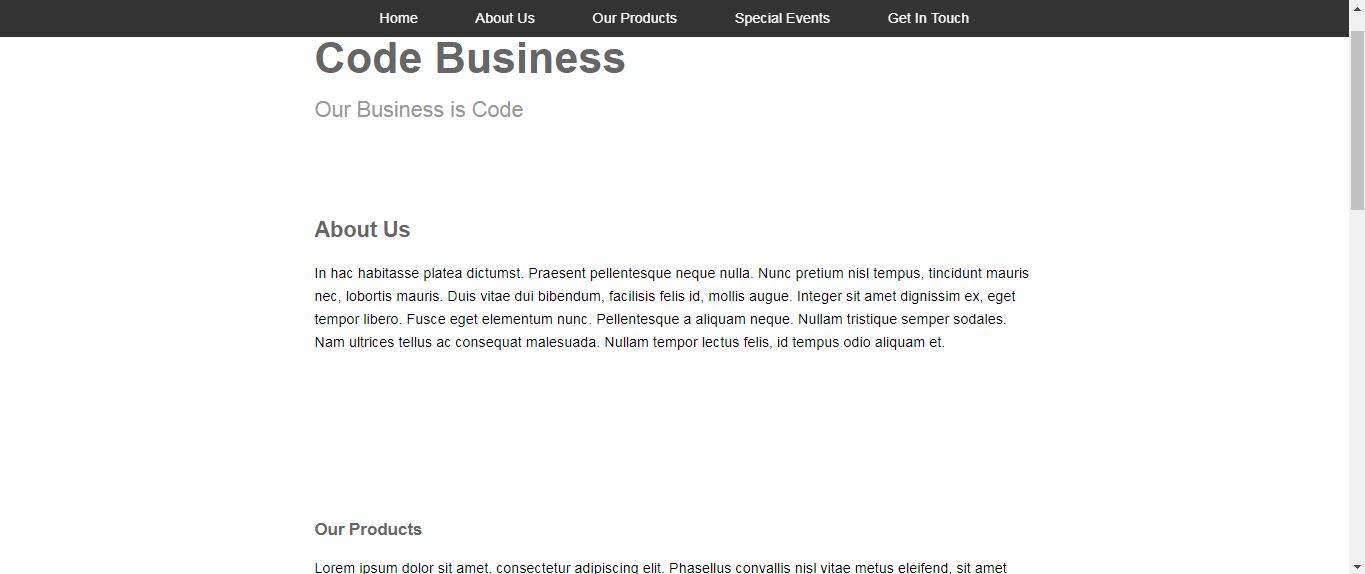 Home About Us Our Products Special Events Get In Touch
Code Business
Our Business is Code
About Us
In hac habitasse platea dictumst. Praesent pellentesque neque nulla. Nunc pretium nisl tempus, tincidunt mauris
nec, lobortis mauris. Duis vitae dui bibendum, facilisis felis id, mollis augue. Integer sit amet dignissim ex, eget
tempor libero. Fusce eget elementum nunc. Pellentesque a aliquam neque. Nullam tristique semper sodales.
Nam ultrices tellus ac consequat malesuada. Nullam tempor lectus felis, id tempus odio aliquam et.
Our Products
Lorem ipsum dolor sit amet, consectetur adipiscing elit. Phasellus convallis nisl vitae metus eleifend, sit amet